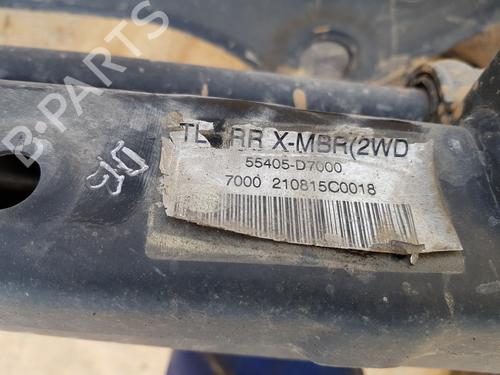 B-PARTS
TL RR X-MBR(2WD
55405-D7000
7000 210815C0018